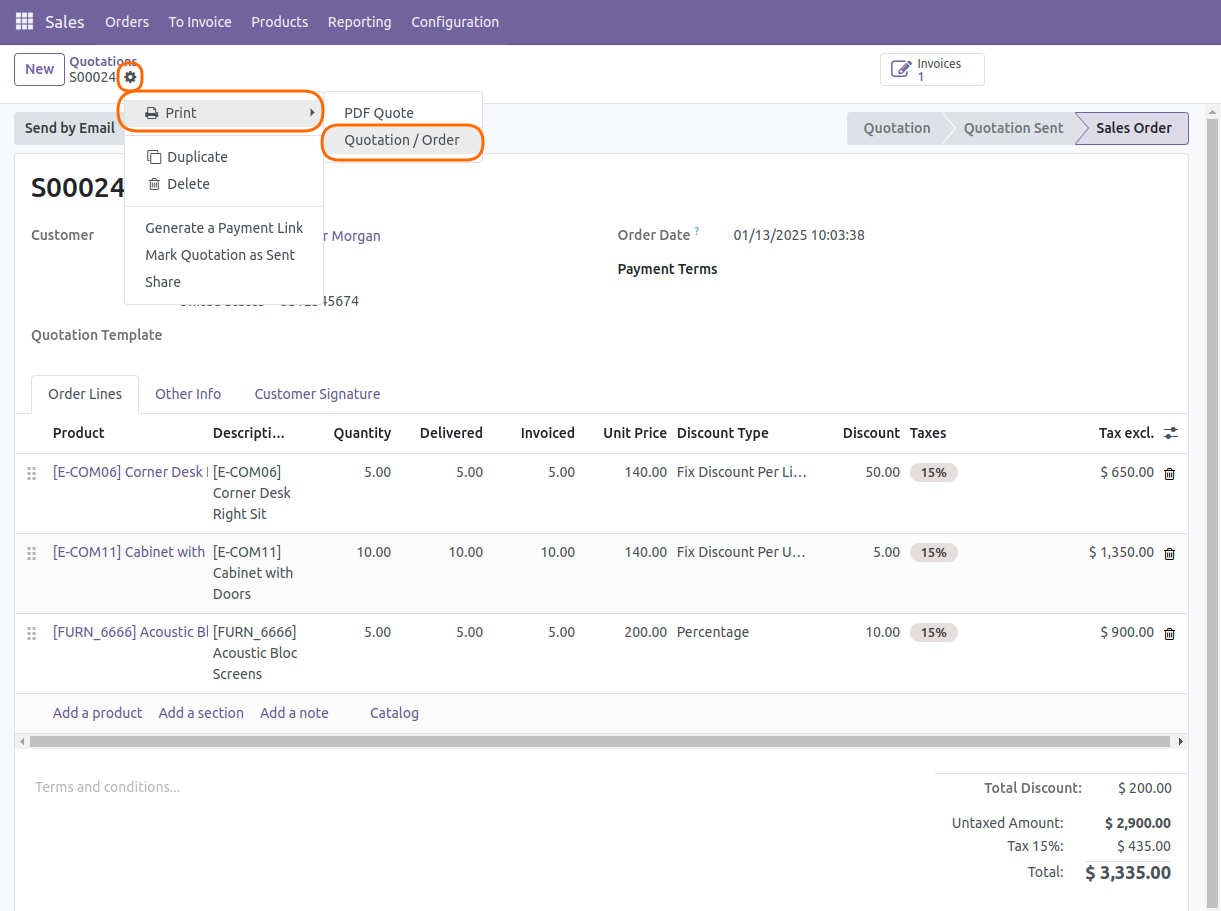 Sales Orders To Invoice Products Reporting Configuration
New
Quotations
S00024
Invoices
1
Send by Email
Print
PDF Quote
Quotation / Order
Duplicate
Delete
Generate a Payment Link
Mark Quotation as Sent
Share
Quotation Quotation Sent Sales Order
S00024
Customer
Morgan
Order Date ? 01/13/2025 10:03:38
Payment Terms
Quotation Template
Order Lines Other Info Customer Signature
Product Descripti... Quantity Delivered Invoiced Unit Price Discount Type Discount Taxes Tax excl.
[E-COM06] Corner Desk [E-COM06] 5.00 5.00 5.00 140.00 Fix Discount Per Li... 50.00 15% $ 650.00
Corner Desk
Right Sit
[E-COM11] Cabinet with [E-COM11] 10.00 10.00 10.00 140.00 Fix Discount Per U... 5.00 15% $ 1,350.00
Cabinet with
Doors
[FURN_6666] Acoustic Bl [FURN_6666] 5.00 5.00 5.00 200.00 Percentage 10.00 15% $ 900.00
Acoustic Bloc
Screens
Add a product Add a section Add a note Catalog
Terms and conditions...
Total Discount: $ 200.00
Untaxed Amount: $ 2,900.00
Tax 15%: $ 435.00
Total: $ 3,335.00